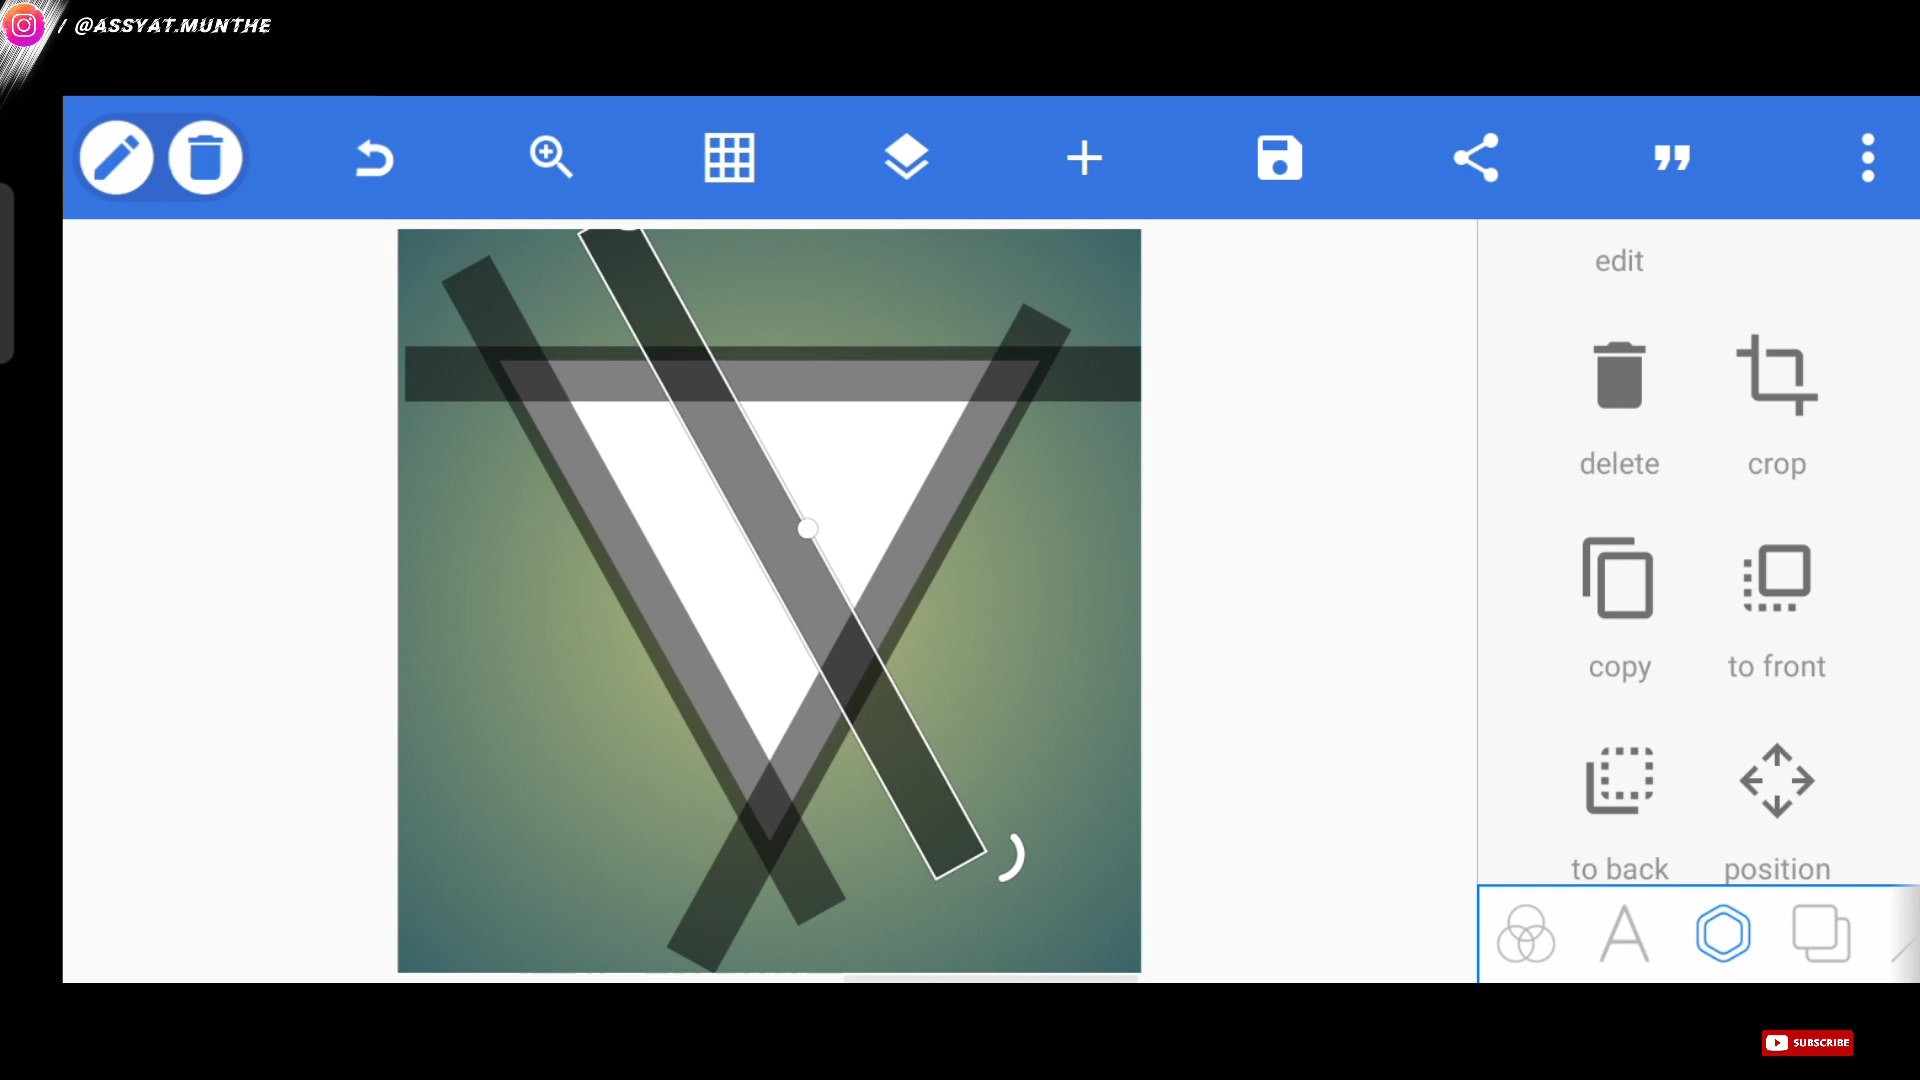 / @ASSYAT.MUNTHE
edit
delete
crop
copy
to front
to back
position
SUBSCRIBE